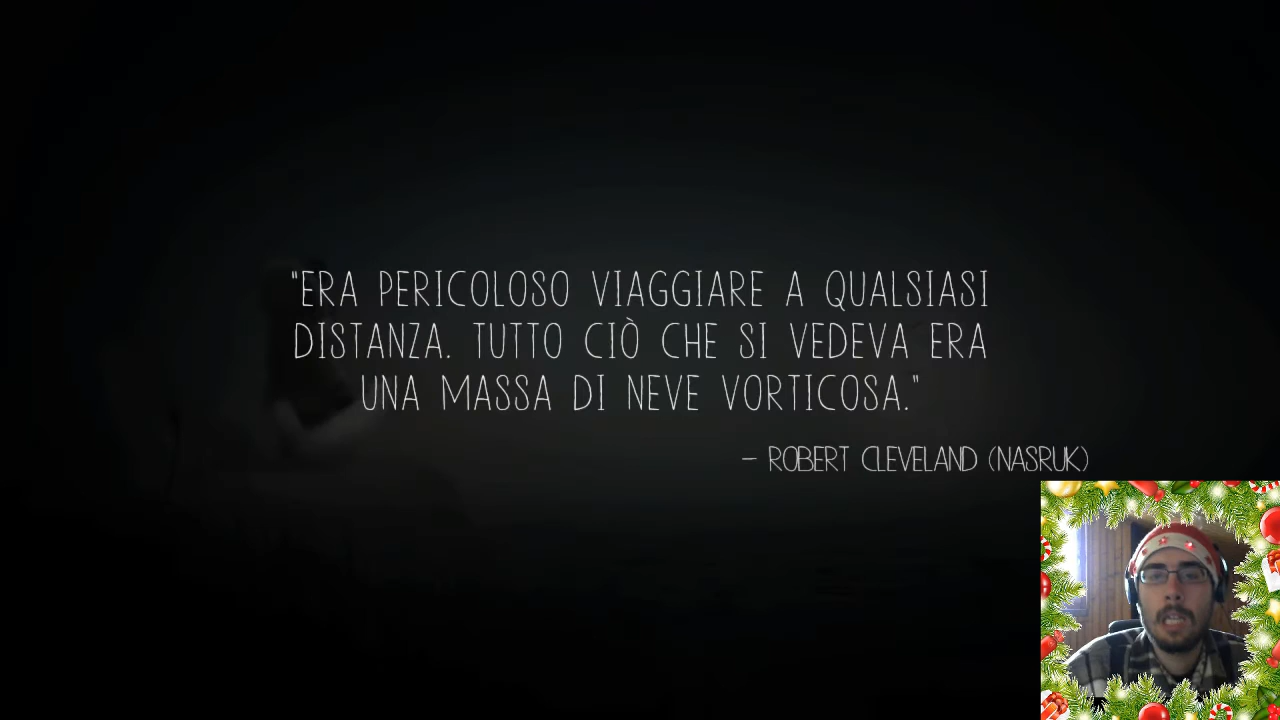 "ERA PERICOLOSO VIAGGIARE A QUALSIASI
DISTANZA. TUTTO CIÒ CHE SI VEDEVA ERA
UNA MASSA DI NEVE VORTICOSA."
– ROBERT CLEVELAND (NASRUK)